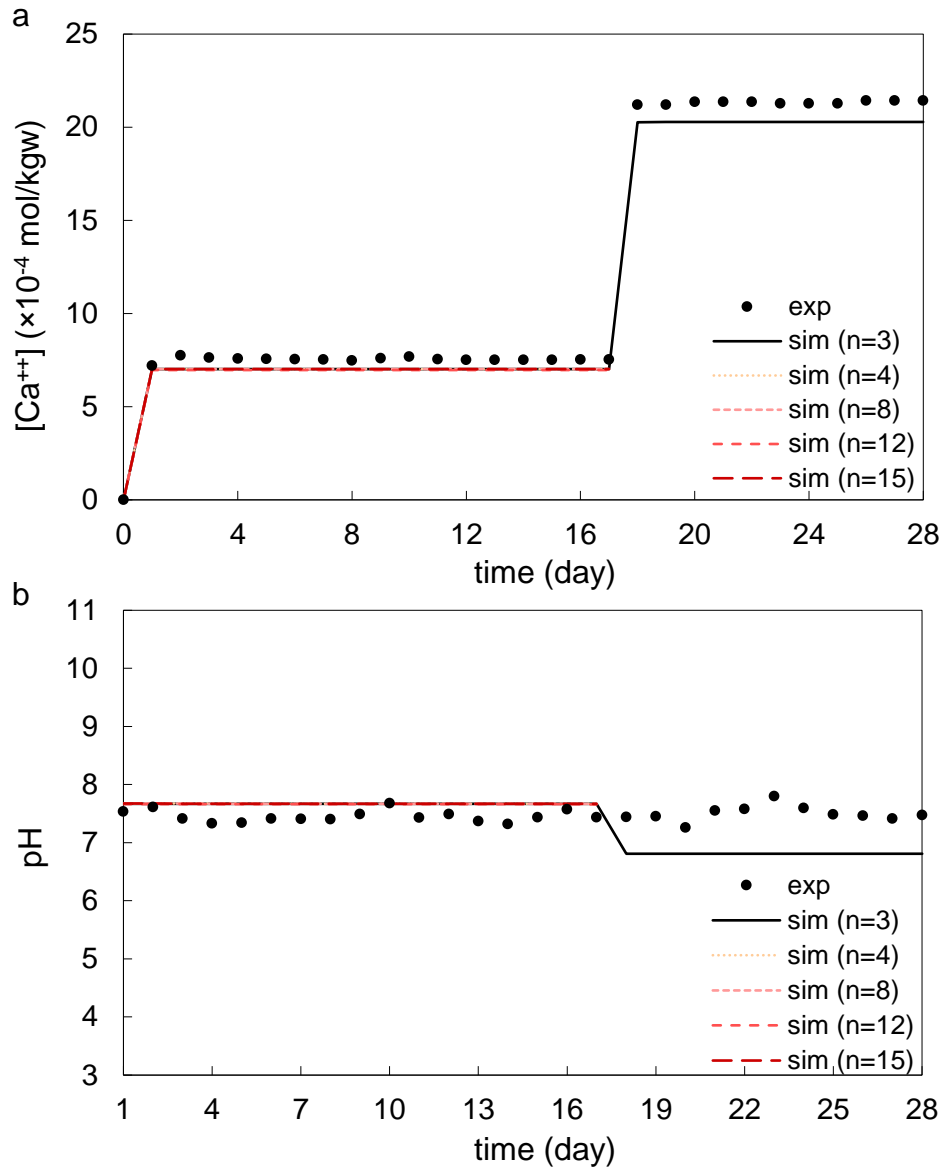 a
25
20
15
10
5
0
[Ca⁺⁺] (×10⁻⁴ mol/kgw)
exp
sim (n=3)
sim (n=4)
sim (n=8)
sim (n=12)
sim (n=15)
0 4 8 12 16 20 24 28
time (day)
b
11
10
9
8
7
6
5
4
3
pH
exp
sim (n=3)
sim (n=4)
sim (n=8)
sim (n=12)
sim (n=15)
1 4 7 10 13 16 19 22 25 28
time (day)